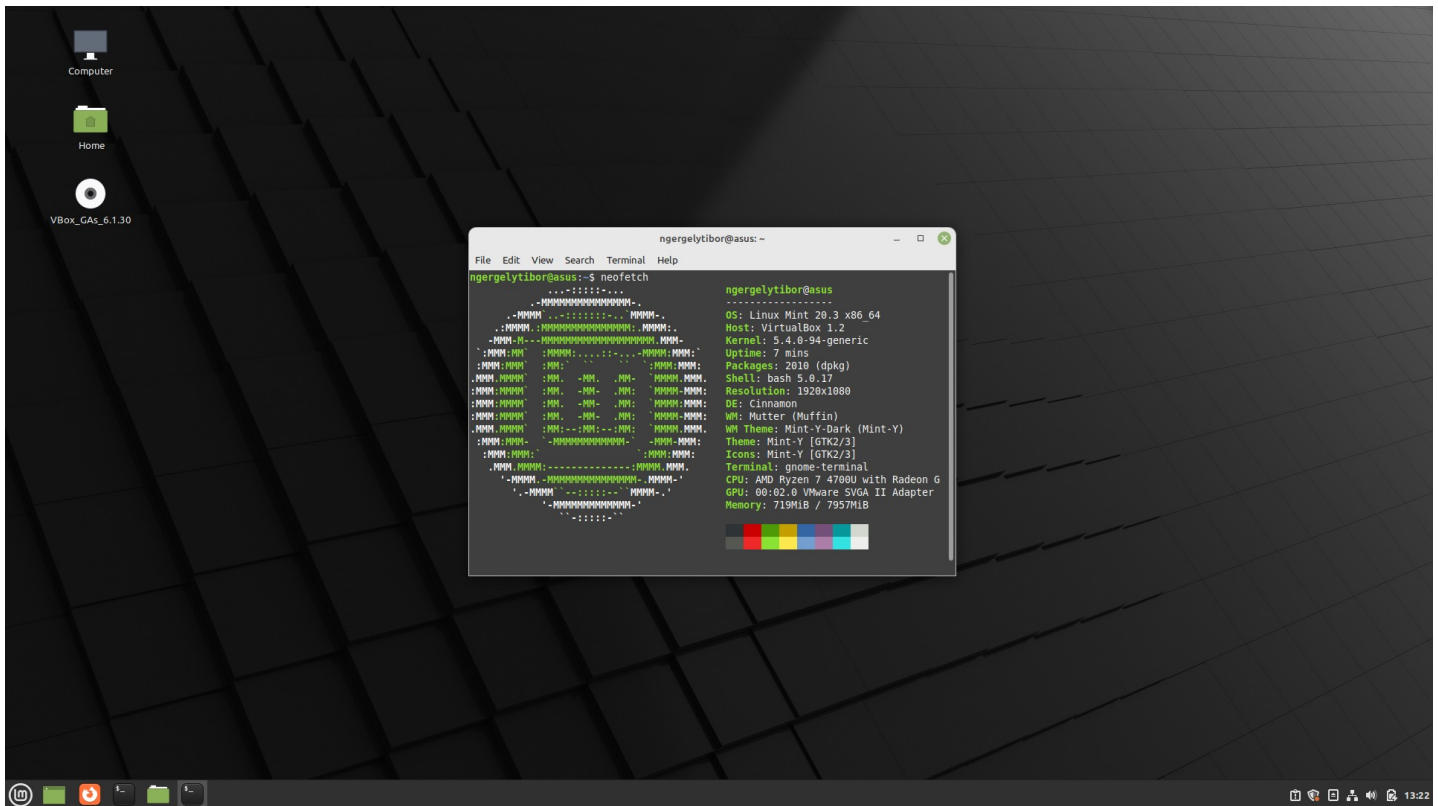 Computer
Home
VBox_GAs_6.1.30
ngergelytibor@asus: ~
File Edit View Search Terminal Help
ngergelytibor@asus:~$ neofetch
ngergelytibor@asus
------------------
OS: Linux Mint 20.3 x86_64
Host: VirtualBox 1.2
Kernel: 5.4.0-94-generic
Uptime: 7 mins
Packages: 2010 (dpkg)
Shell: bash 5.0.17
Resolution: 1920x1080
DE: Cinnamon
WM: Mutter (Muffin)
WM Theme: Mint-Y-Dark (Mint-Y)
Theme: Mint-Y [GTK2/3]
Icons: Mint-Y [GTK2/3]
Terminal: gnome-terminal
CPU: AMD Ryzen 7 4700U with Radeon G
GPU: 00:02.0 VMware SVGA II Adapter
Memory: 719MiB / 7957MiB
13:22